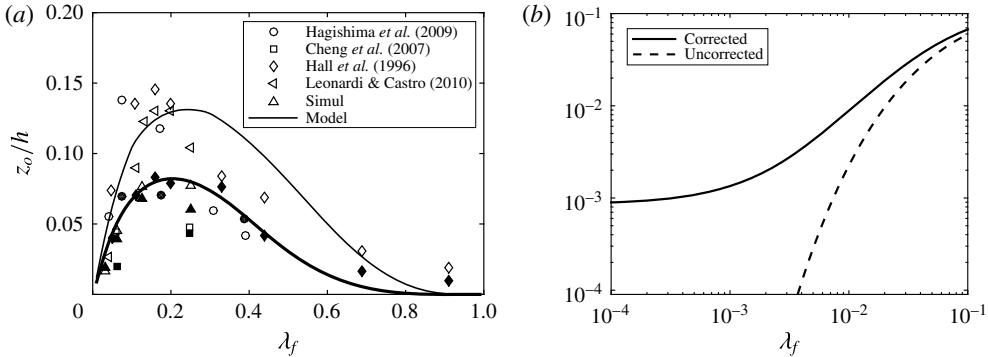 (a)
Hagishima et al. (2009)
Cheng et al. (2007)
Hall et al. (1996)
Leonardi & Castro (2010)
Simul
Model
0.20
0.15
0.10
0.05
z_o/h
0 0.2 0.4 0.6 0.8 1.0
λ_f
(b)
Corrected
Uncorrected
10^{-1}
10^{-2}
10^{-3}
10^{-4}
10^{-4} 10^{-3} 10^{-2} 10^{-1}
λ_f